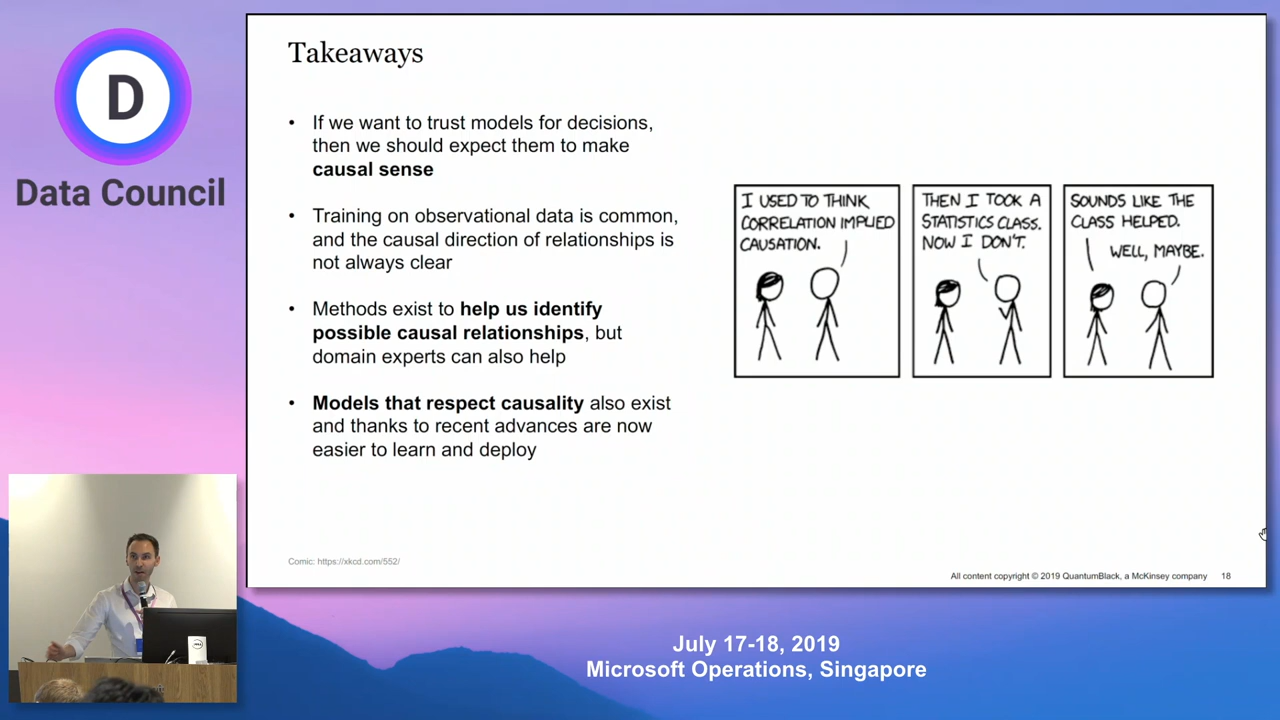 D
Data Council
Takeaways
• If we want to trust models for decisions,
then we should expect them to make
causal sense
• Training on observational data is common,
and the causal direction of relationships is
not always clear
• Methods exist to help us identify
possible causal relationships, but
domain experts can also help
• Models that respect causality also exist
and thanks to recent advances are now
easier to learn and deploy
I USED TO THINK
CORRELATION IMPLIED
CAUSATION.
THEN I TOOK A
STATISTICS CLASS.
NOW I DON'T.
SOUNDS LIKE THE
CLASS HELPED.
WELL, MAYBE.
Comic: https://xkcd.com/552/
All content copyright © 2019 QuantumBlack, a McKinsey company 18
DELL
July 17-18, 2019
Microsoft Operations, Singapore